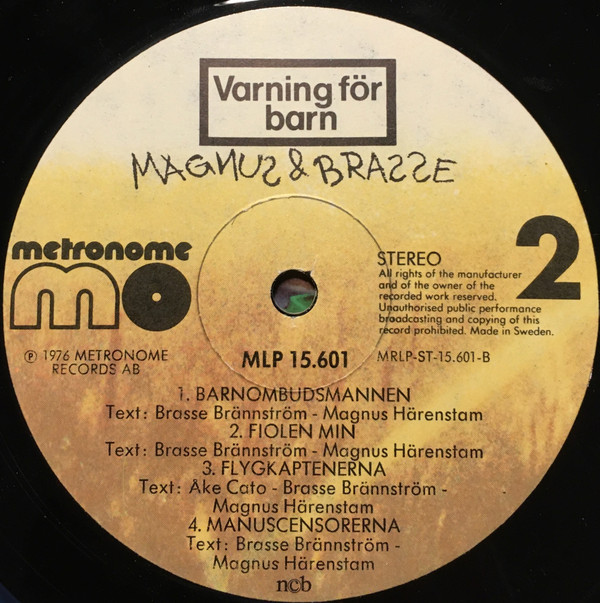 Varning för
barn
MAGNUS & BRASSE
metronome
mo
STEREO
All rights of the manufacturer
and of the owner of the
recorded work reserved.
Unauthorised public performance
broadcasting and copying of this
record prohibited. Made in Sweden.
2
℗ 1976 METRONOME
RECORDS AB
MLP 15.601
MRLP-ST-15.601-B
1. BARNOMBUDSMANNEN
Text: Brasse Brännström - Magnus Härenstam
2. FIOLEN MIN
Text: Brasse Brännström - Magnus Härenstam
3. FLYGKAPTENERNA
Text: Åke Cato - Brasse Brännström -
Magnus Härenstam
4. MANUSCENSORERNA
Text: Brasse Brännström -
Magnus Härenstam
ncb